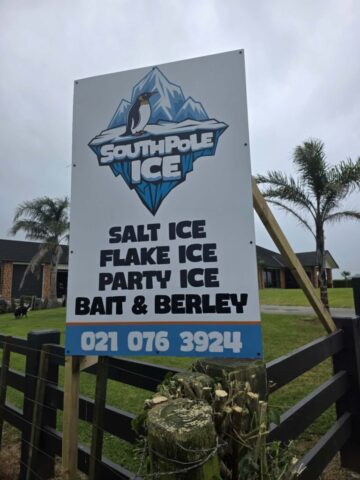 SOUTHPOLE
ICE
SALT ICE
FLAKE ICE
PARTY ICE
BAIT & BERLEY
021 076 3924